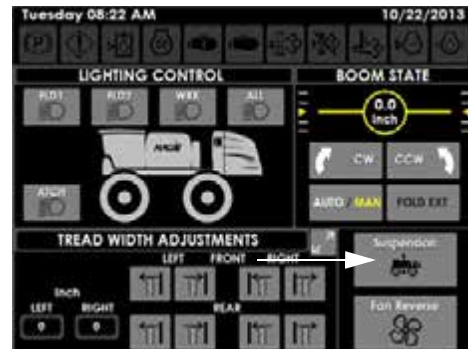 Tuesday 08:22 AM 10/22/2013
LIGHTING CONTROL
BOOM STATE
FLD1 FLD2 WRK ALL
0.0
Inch
HAGIE
CW CCW
ATCH
AUTO / MAN FOLD EXT
TREAD WIDTH ADJUSTMENTS
Suspension
LEFT FRONT RIGHT
Inch
LEFT RIGHT
REAR
0 0
Fan Reverse